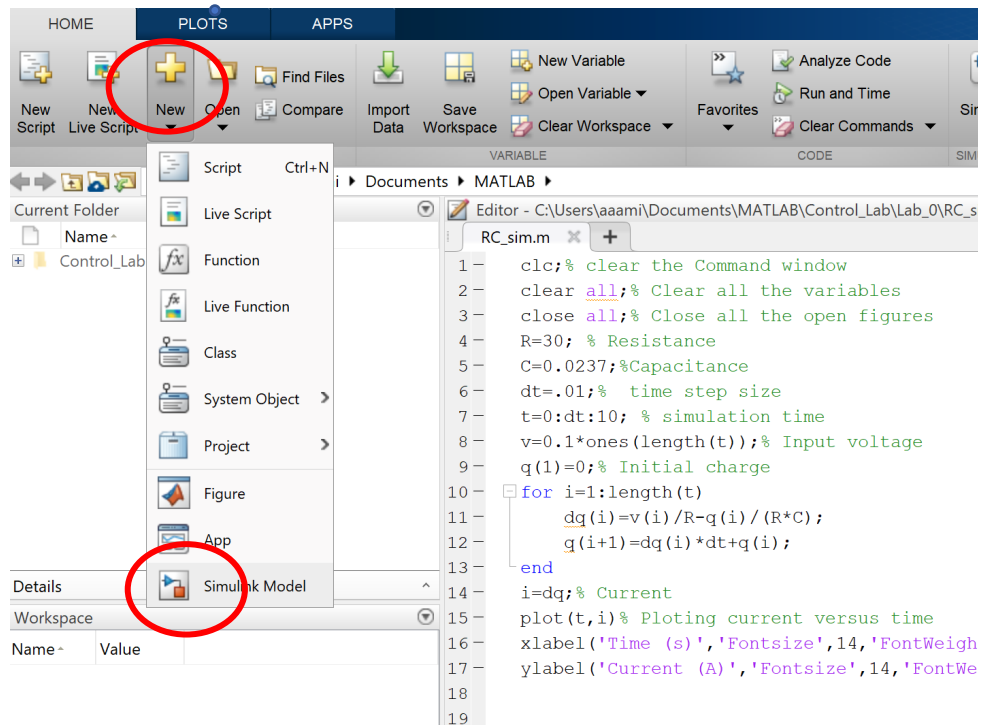 HOME PLOTS APPS
New Script
New Live Script
New
Open
Find Files
Compare
Import Data
Save Workspace
New Variable
Open Variable
Clear Workspace
Favorites
Analyze Code
Run and Time
Clear Commands
VARIABLE
CODE
i Documents MATLAB
Script Ctrl+N
Live Script
Function
Live Function
Class
System Object
Project
Figure
App
Simulink Model
Current Folder
Name
Control_Lab
Details
Workspace
Name Value
Editor - C:\Users\aaami\Documents\MATLAB\Control_Lab\Lab_0\RC_s
RC_sim.m
1 clc;% clear the Command window
2 clear all;% Clear all the variables
3 close all;% Close all the open figures
4 R=30; % Resistance
5 C=0.0237;%Capacitance
6 dt=.01;%  time step size
7 t=0:dt:10; % simulation time
8 v=0.1*ones(length(t));% Input voltage
9 q(1)=0;% Initial charge
10 for i=1:length(t)
11 dq(i)=v(i)/R-q(i)/(R*C);
12 q(i+1)=dq(i)*dt+q(i);
13 end
14 i=dq;% Current
15 plot(t,i)% Ploting current versus time
16 xlabel('Time (s)','Fontsize',14,'FontWeigh
17 ylabel('Current (A)','Fontsize',14,'FontWe
18
19